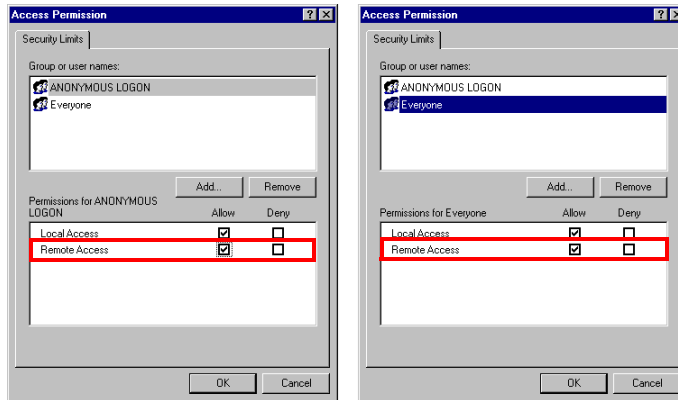 Access Permission
Security Limits
Group or user names:
ANONYMOUS LOGON
Everyone
Add...
Remove
Permissions for ANONYMOUS
LOGON
Allow
Deny
Local Access
Remote Access
OK
Cancel
Access Permission
Security Limits
Group or user names:
ANONYMOUS LOGON
Everyone
Add...
Remove
Permissions for Everyone
Allow
Deny
Local Access
Remote Access
OK
Cancel